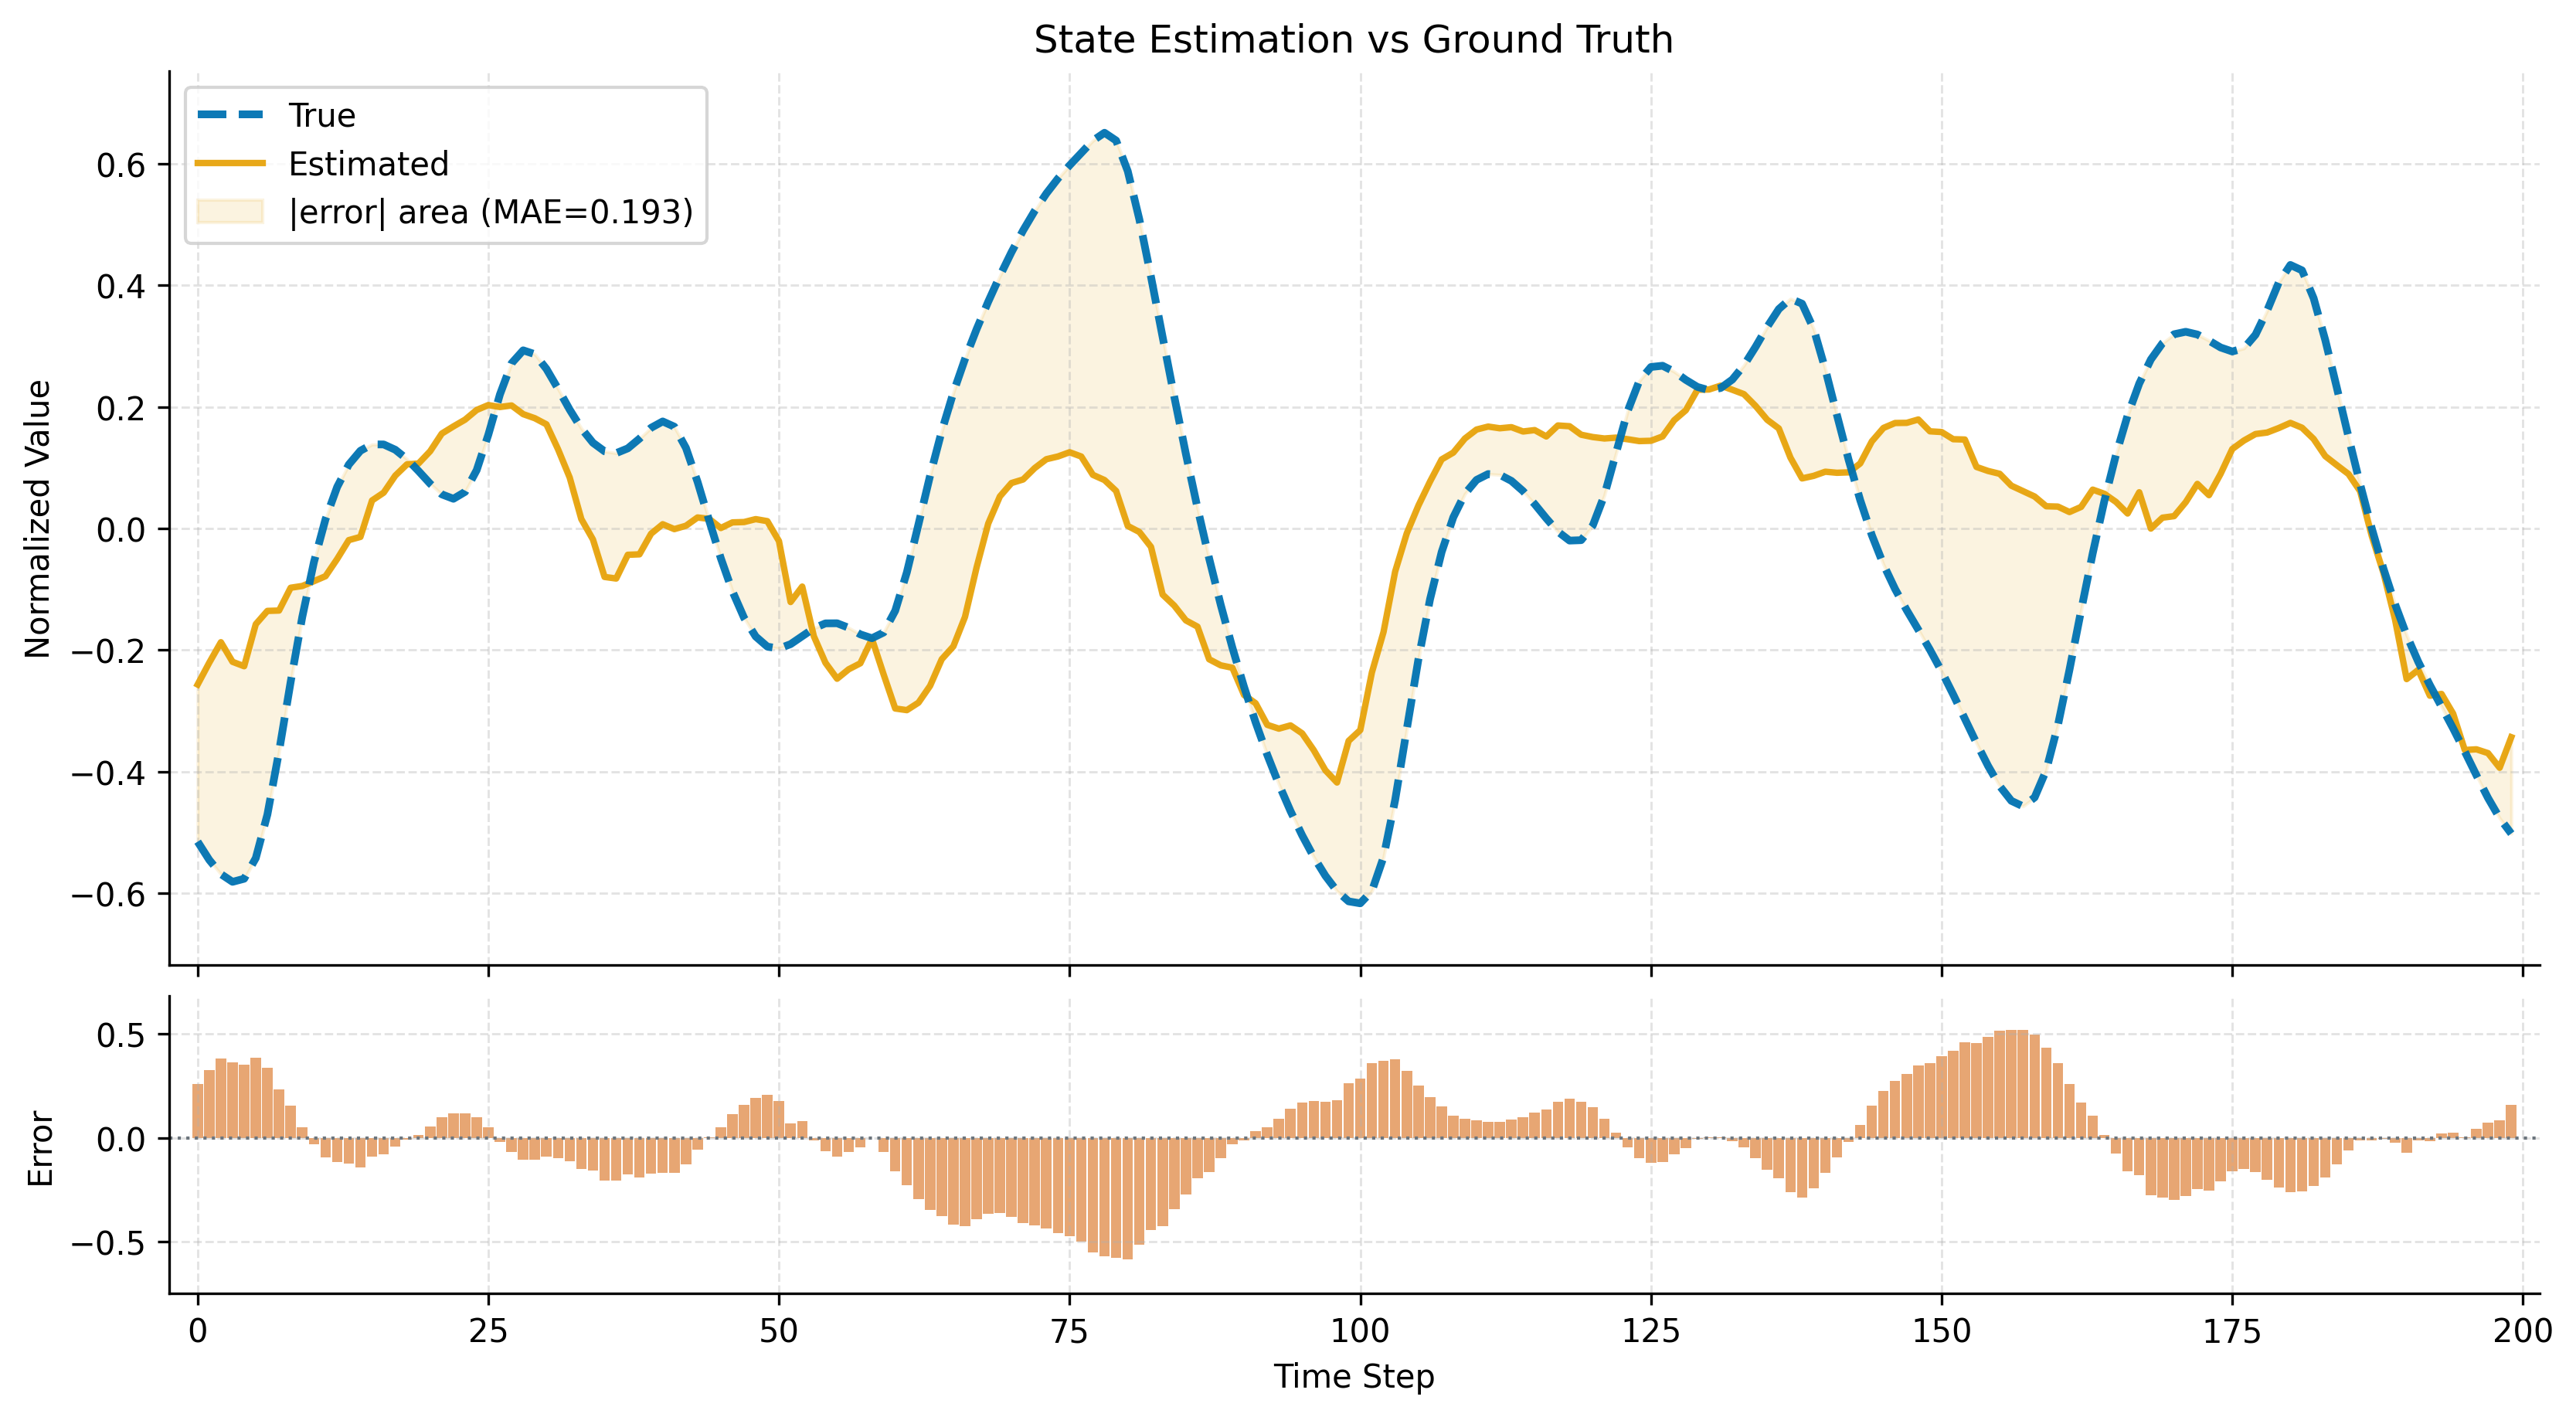 State Estimation vs Ground Truth
True
Estimated
|error| area (MAE=0.193)
Normalized Value
0.6
0.4
0.2
0.0
−0.2
−0.4
−0.6
Error
0.5
0.0
−0.5
0 25 50 75 100 125 150 175 200
Time Step